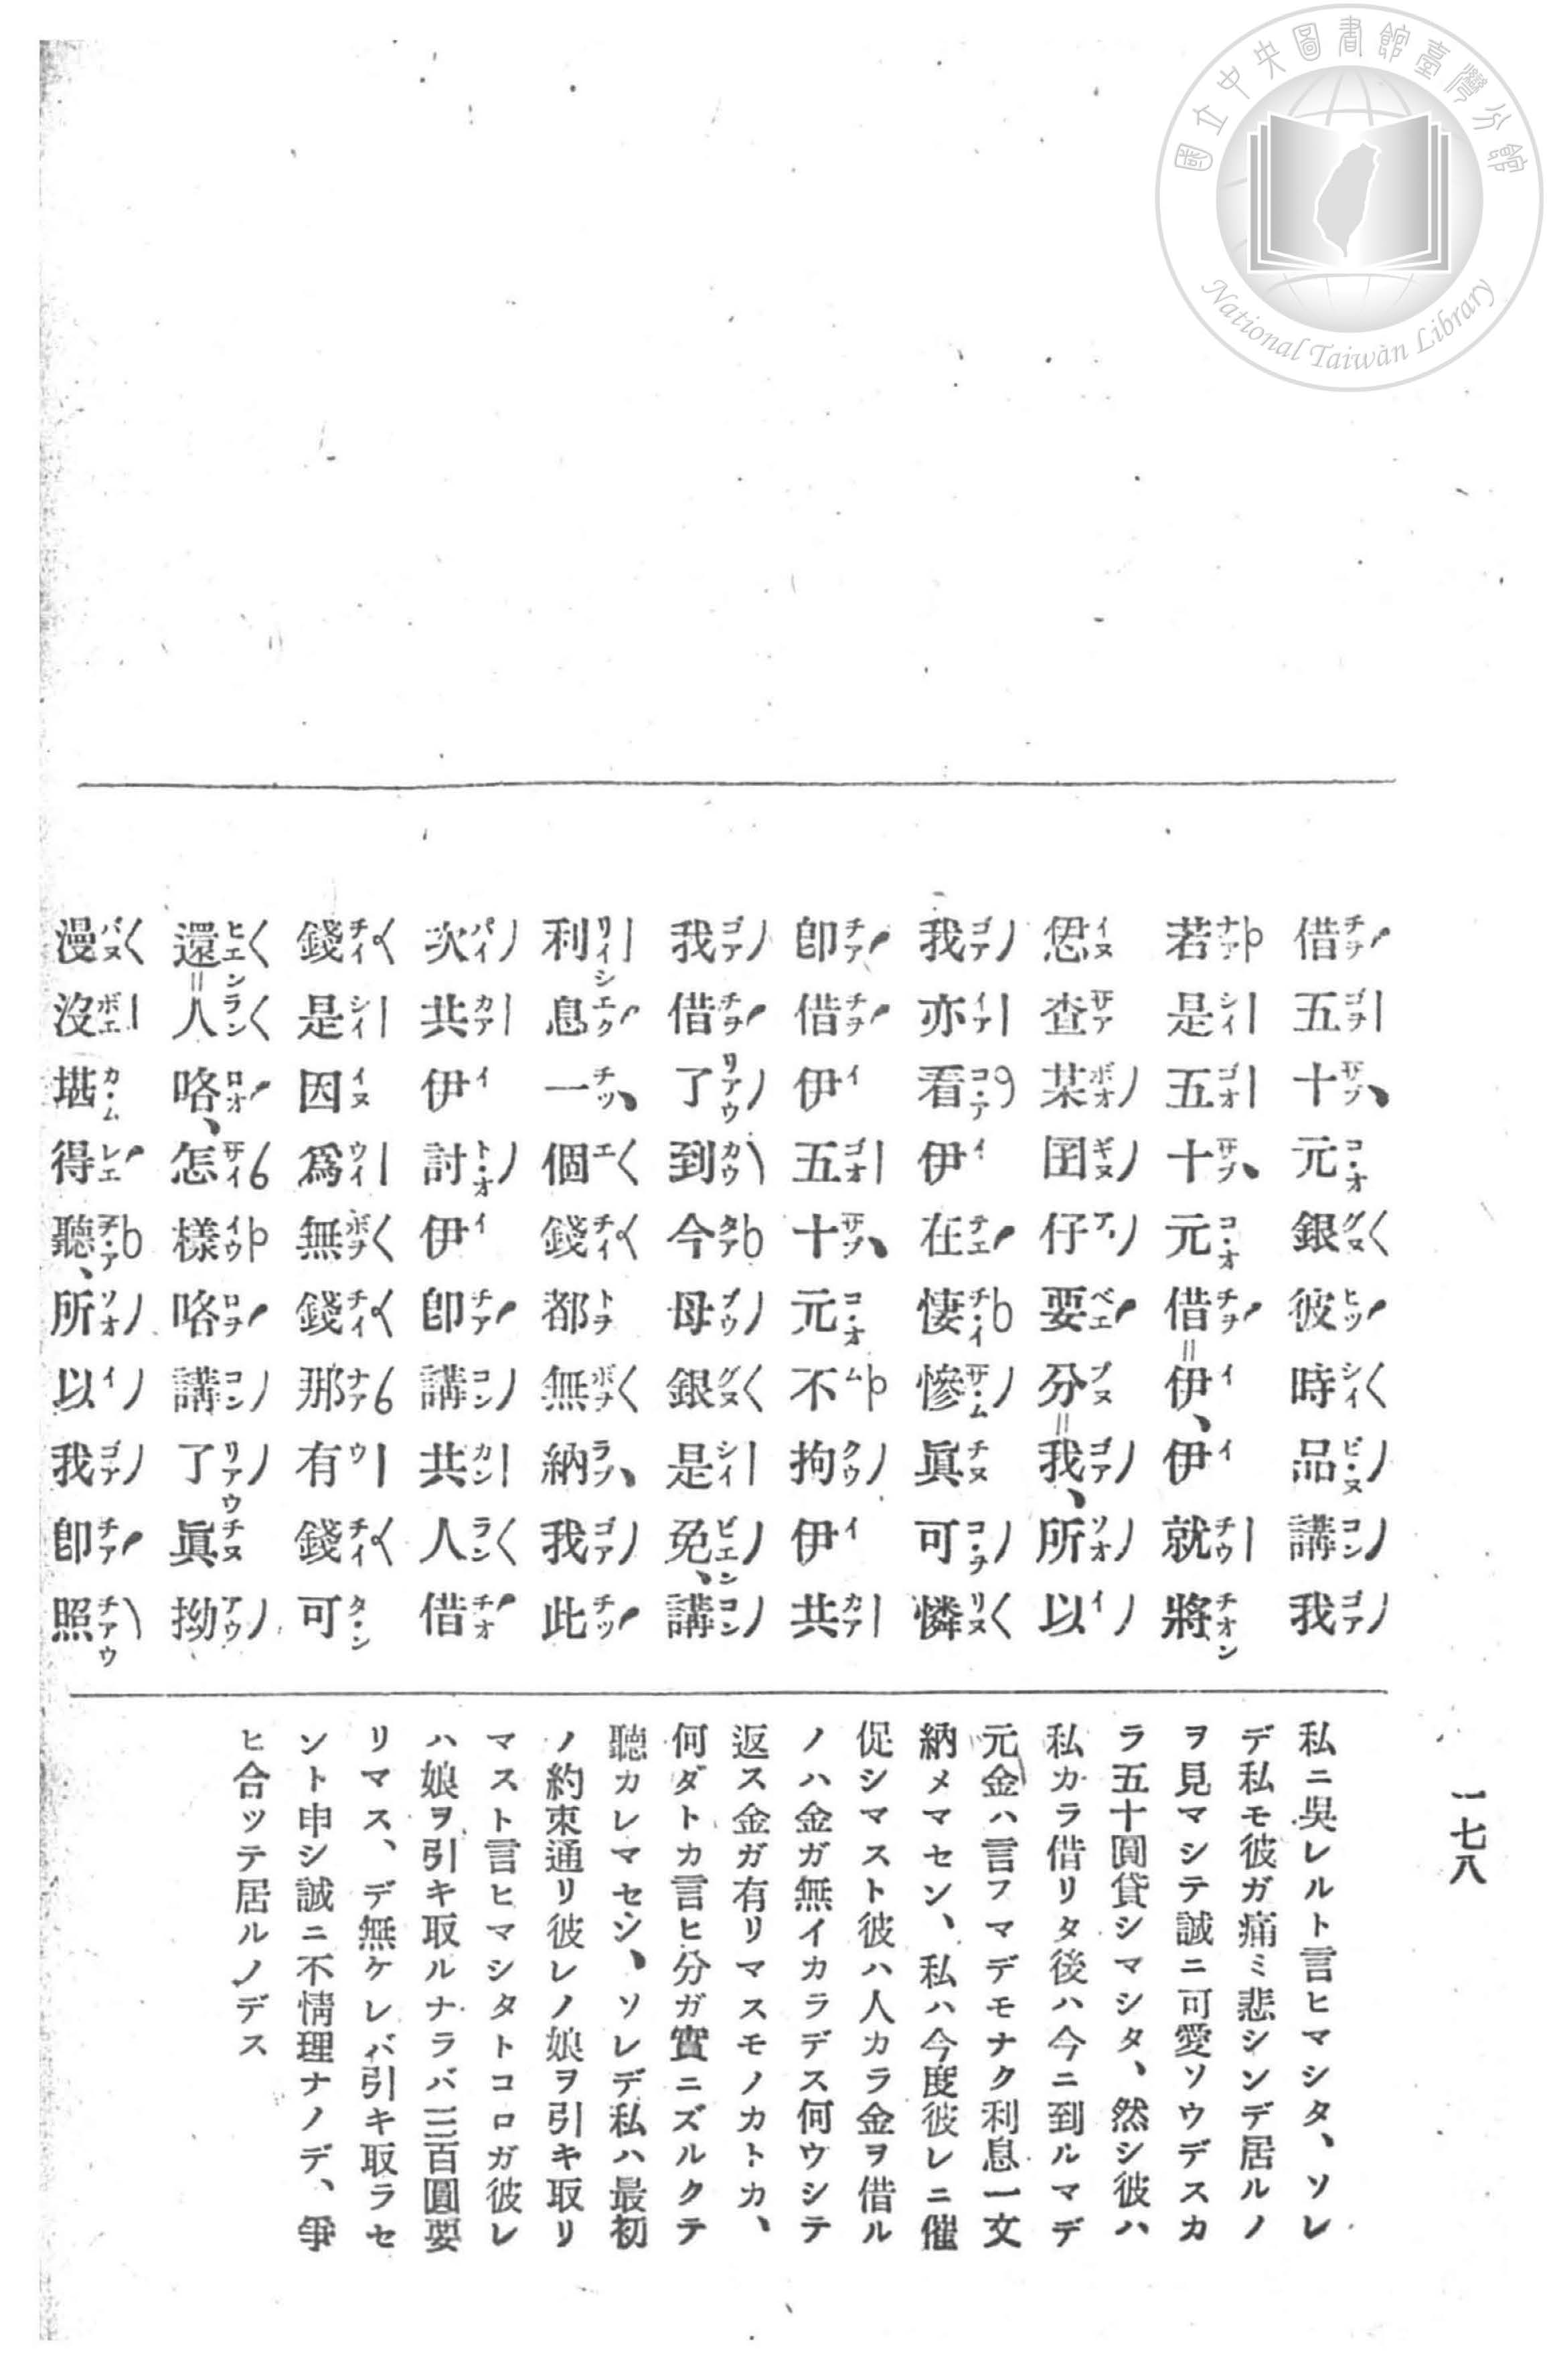 國立中央圖書館臺灣分館
National Taiwan Library
一七八
借五十元銀彼時品講我
若是五十元借伊、伊就將
恁查某囝仔要分我、所以
我亦看伊在悽慘眞可憐
即借伊五十元不拘伊共
我借了到今母銀是免、講
利息一個錢都無納我此
次共伊討伊即講共人借
錢是因爲無錢那有錢可
還人咯、怎樣咯講了眞拗
漫沒堪得聽、所以我即照
私ニ吳レルト言ヒマシタ、ソレ
デ私モ彼ガ痛ミ悲シンデ居ルノ
ヲ見マシテ誠ニ可愛ソウデスカ
ラ五十圓貸シマシタ、然シ彼ハ
私カラ借リタ後ハ今ニ到ルマデ
元金ハ言フマデモナク利息一文
納メマセン、私ハ今度彼レニ催
促シマスト彼ハ人カラ金ヲ借ル
ノハ金ガ無イカラデス何ウシテ
返ス金ガ有リマスモノカトカ、
何ダトカ言ヒ分ガ實ニズルクテ
聽カレマセン、ソレデ私ハ最初
ノ約束通リ彼レノ娘ヲ引キ取リ
マスト言ヒマシタトコロガ彼レ
ハ娘ヲ引キ取ルナラバ三百圓要
リマス、デ無ケレバ引キ取ラセ
ント申シ誠ニ不情理ナノデ、爭
ヒ合ッテ居ルノデス